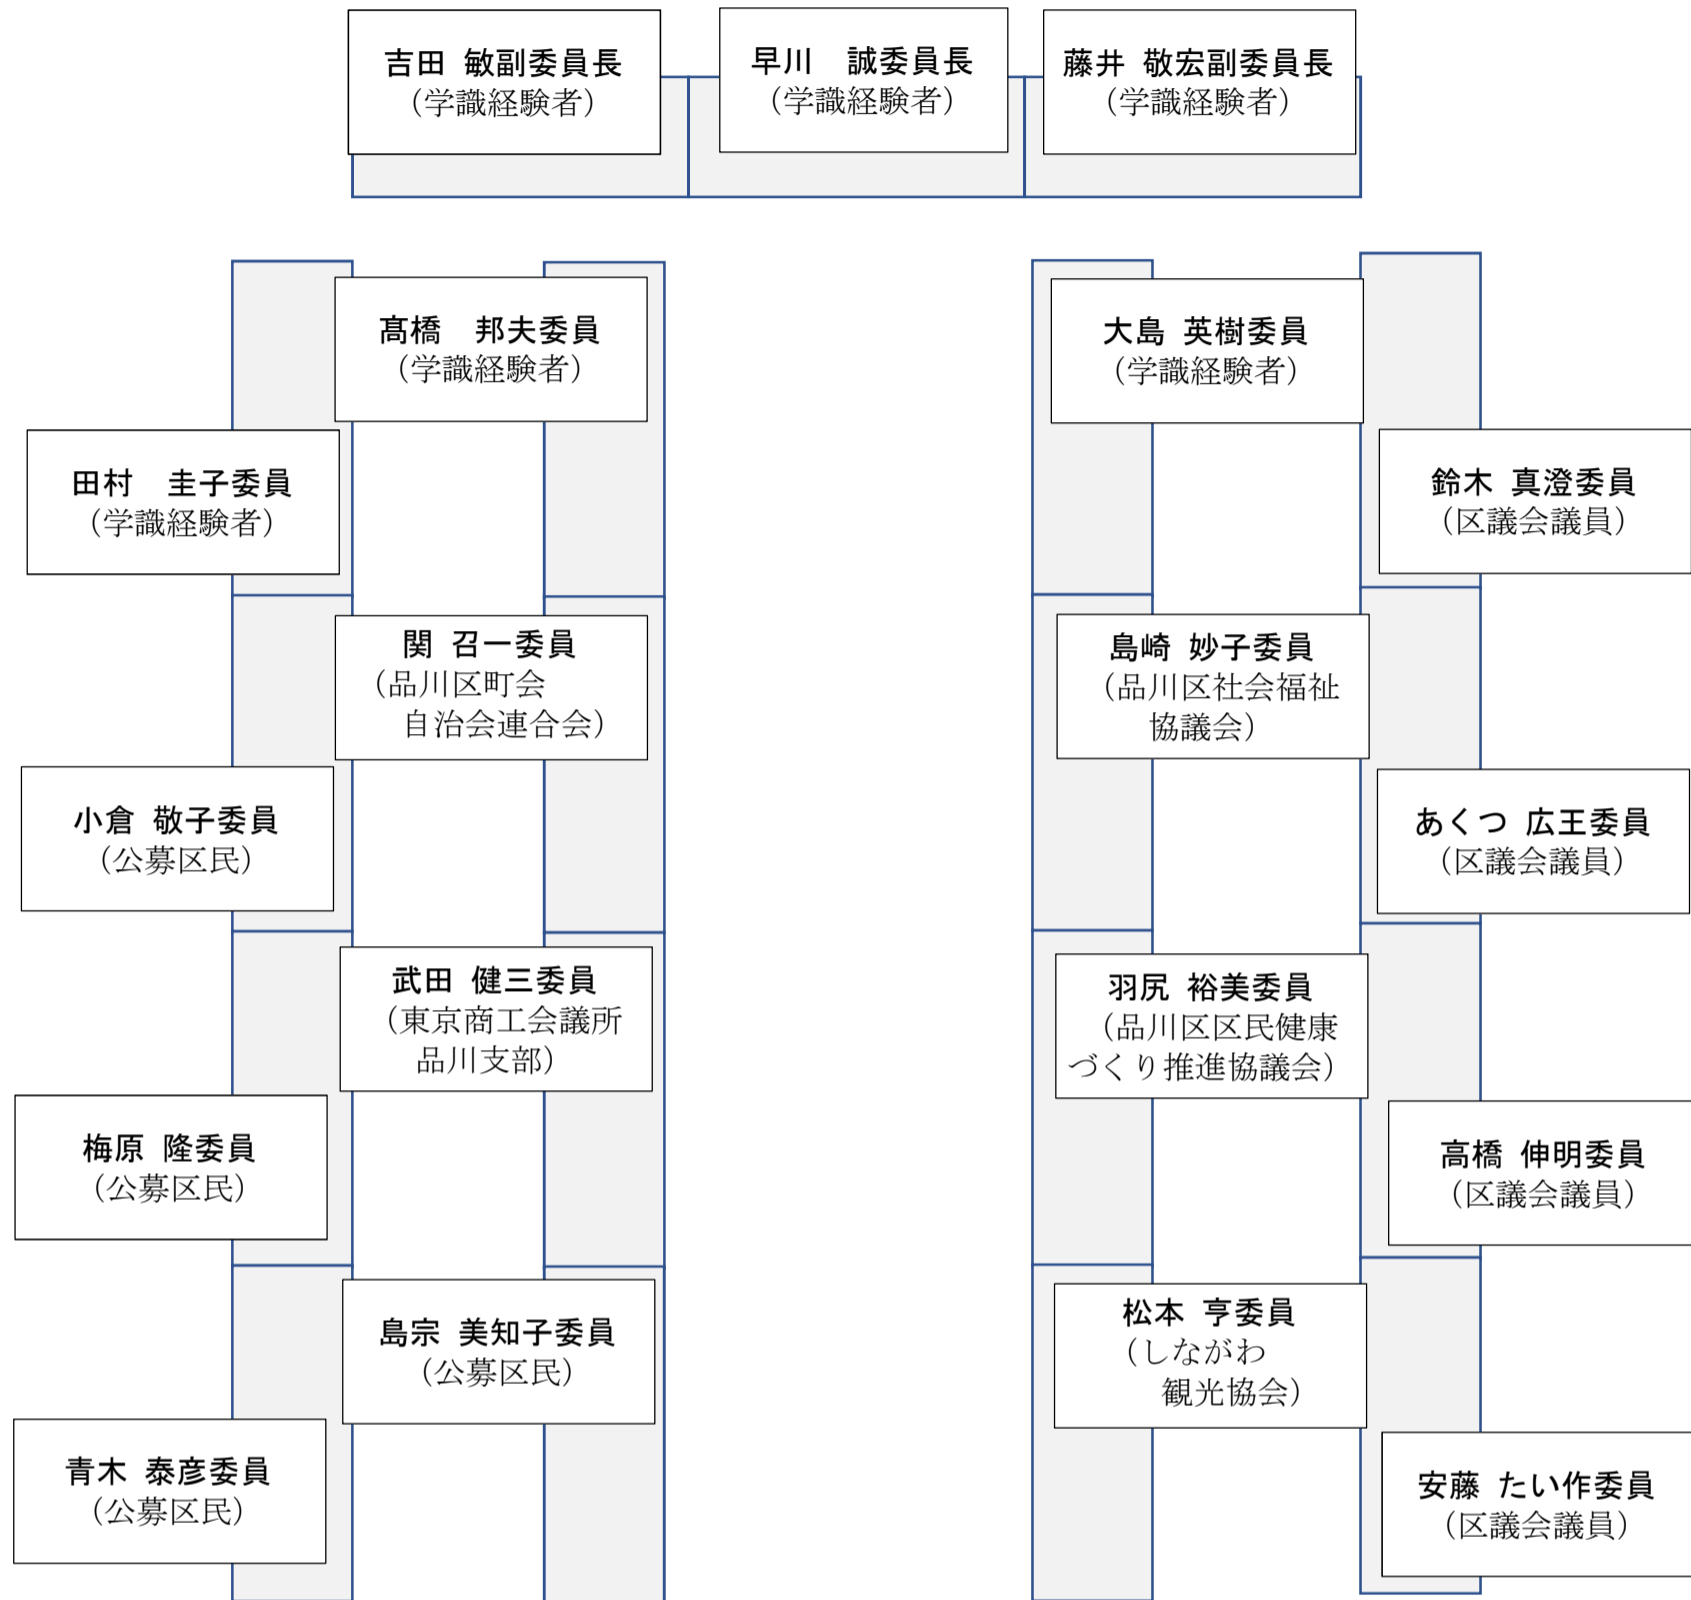 吉田 敏副委員長
（学識経験者）
早川　誠委員長
（学識経験者）
藤井 敬宏副委員長
（学識経験者）
髙橋　邦夫委員
（学識経験者）
大島 英樹委員
（学識経験者）
田村　圭子委員
（学識経験者）
鈴木 真澄委員
（区議会議員）
関 召一委員
（品川区町会
自治会連合会）
島崎 妙子委員
（品川区社会福祉
協議会）
小倉 敬子委員
（公募区民）
あくつ 広王委員
（区議会議員）
武田 健三委員
（東京商工会議所
品川支部）
羽尻 裕美委員
（品川区区民健康
づくり推進協議会）
梅原 隆委員
（公募区民）
高橋 伸明委員
（区議会議員）
島宗 美知子委員
（公募区民）
松本 亨委員
（しながわ
観光協会）
青木 泰彦委員
（公募区民）
安藤 たい作委員
（区議会議員）